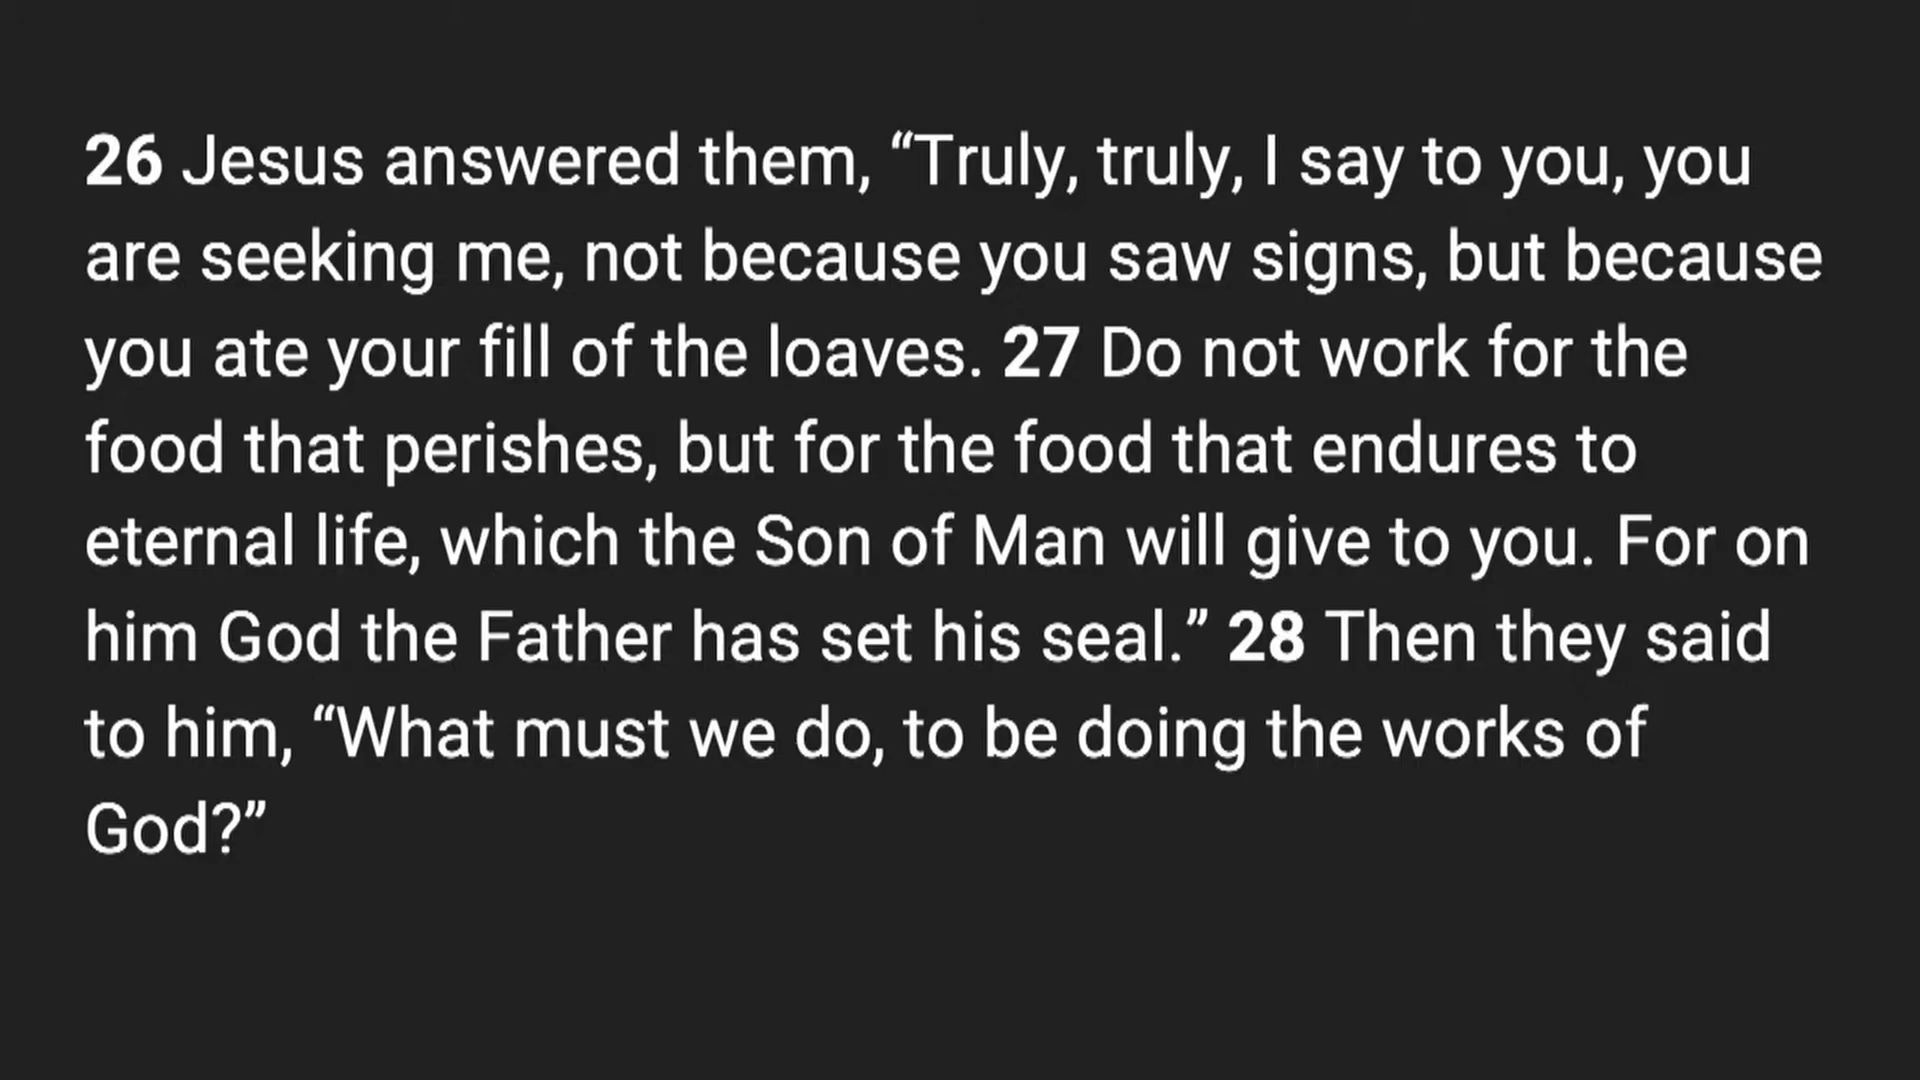 26 Jesus answered them, “Truly, truly, I say to you, you
are seeking me, not because you saw signs, but because
you ate your fill of the loaves. 27 Do not work for the
food that perishes, but for the food that endures to
eternal life, which the Son of Man will give to you. For on
him God the Father has set his seal.” 28 Then they said
to him, “What must we do, to be doing the works of
God?”